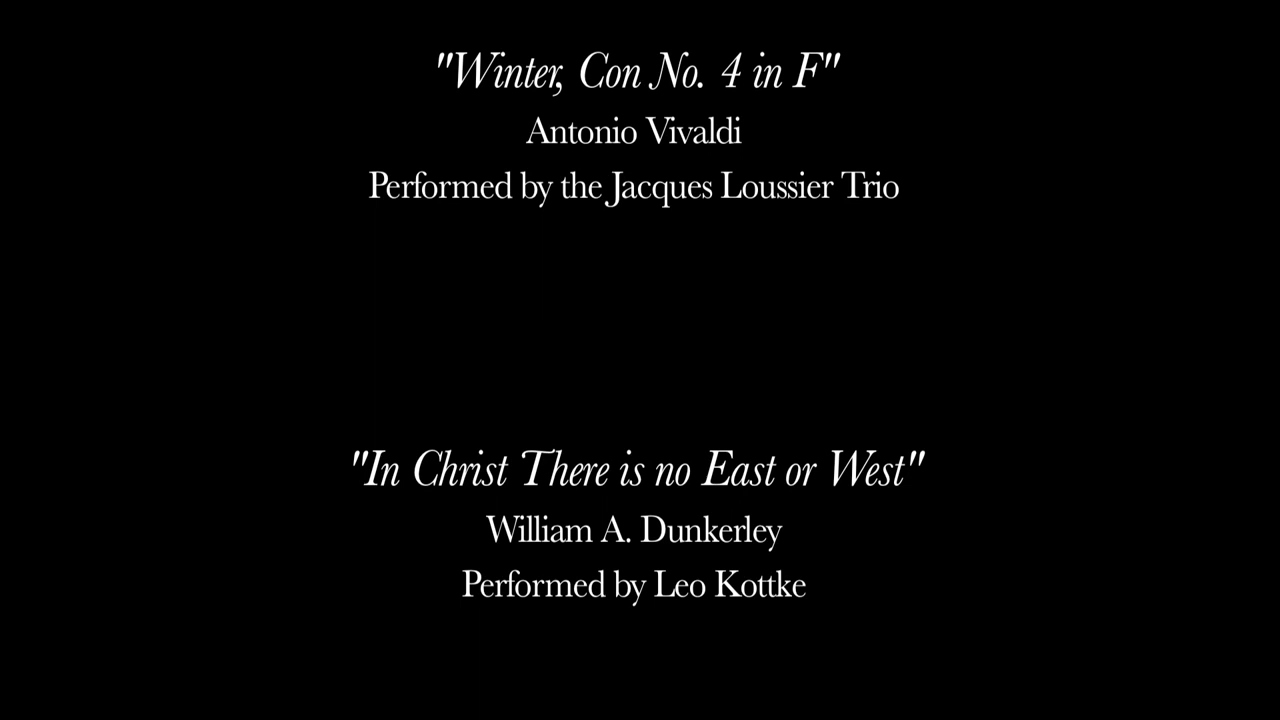 "Winter, Con No. 4 in F"
Antonio Vivaldi
Performed by the Jacques Loussier Trio
"In Christ There is no East or West"
William A. Dunkerley
Performed by Leo Kottke